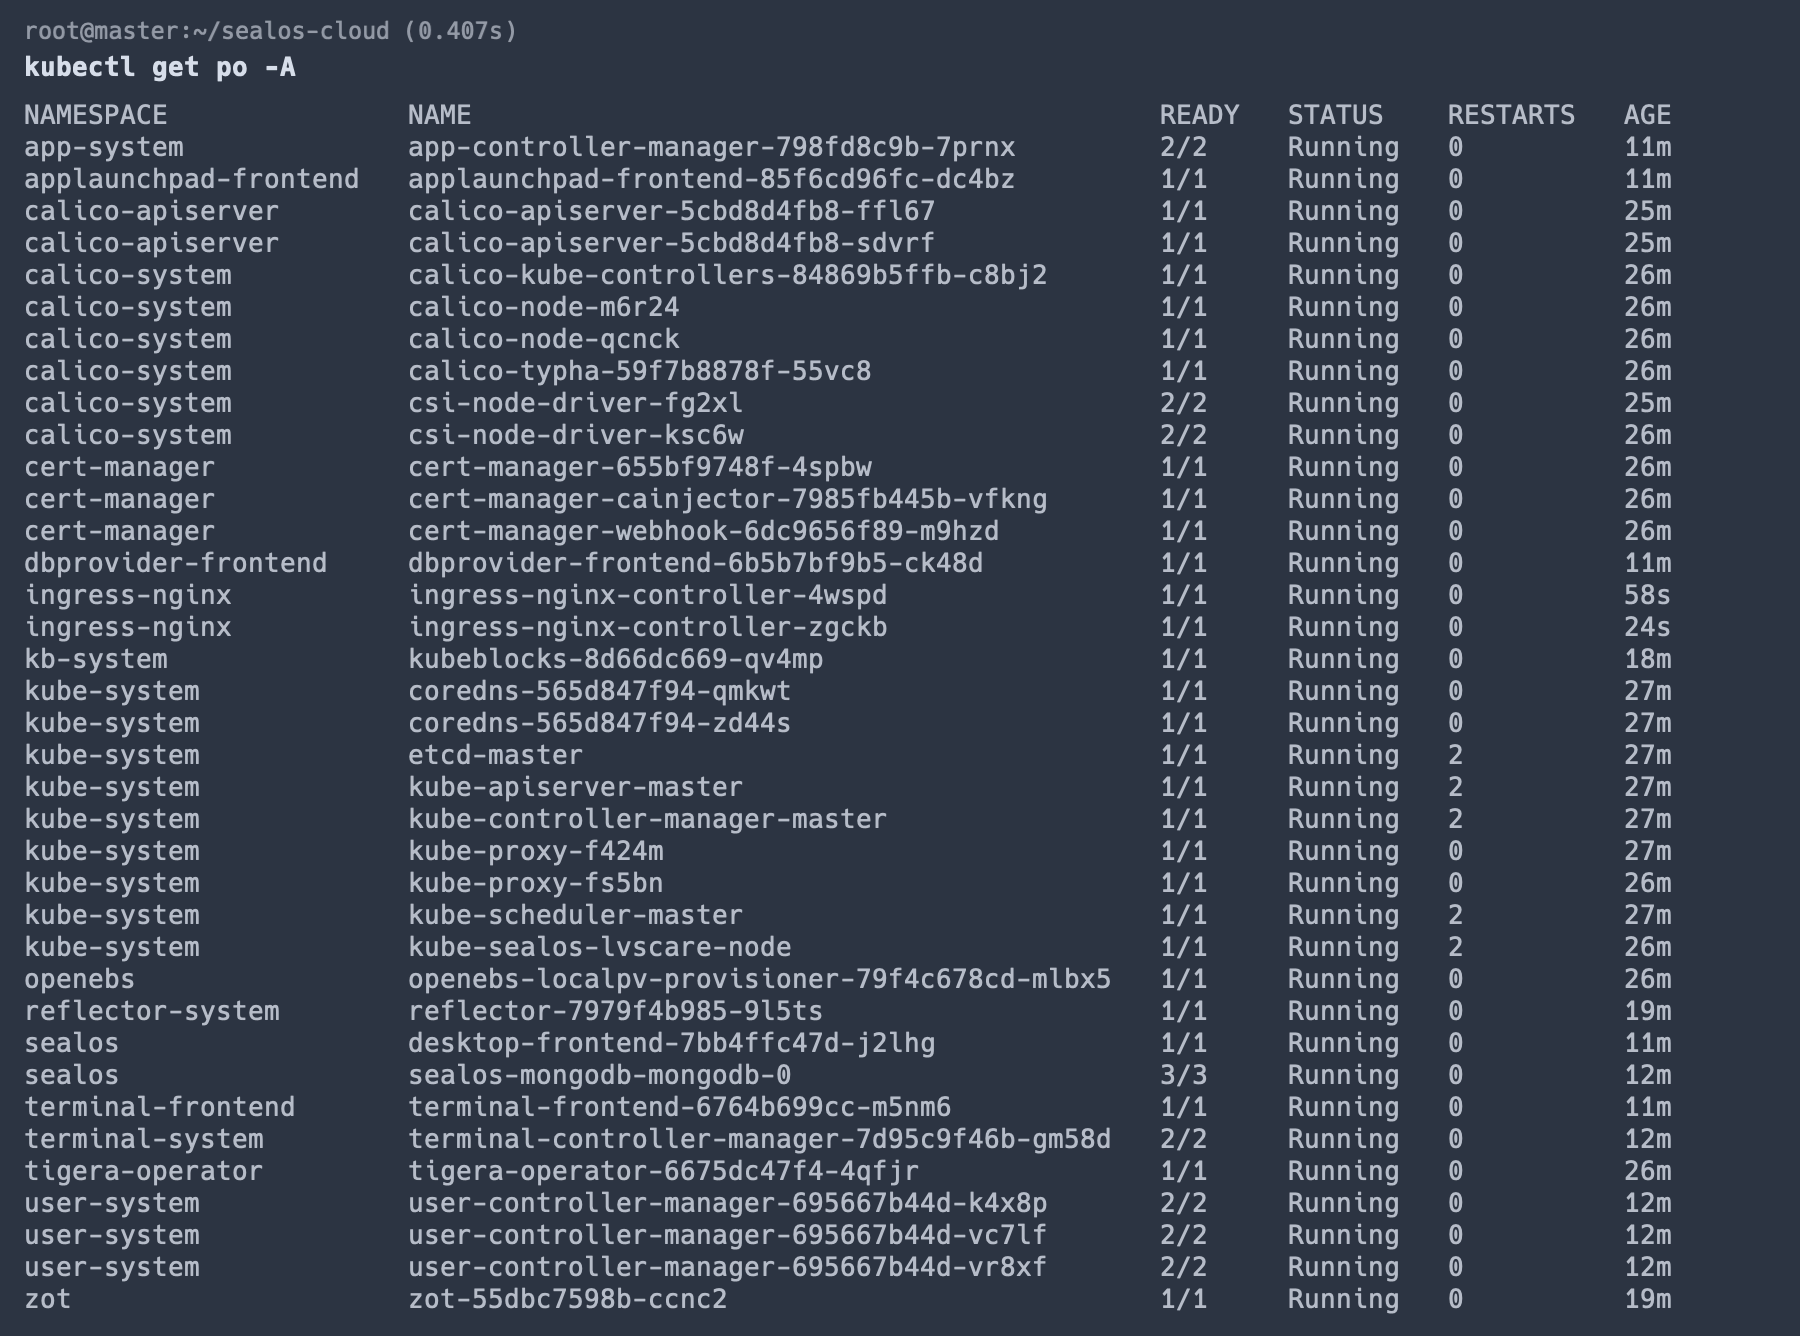 root@master:~/sealos-cloud (0.407s)
kubectl get po -A
NAMESPACE NAME READY STATUS RESTARTS AGE
app-system app-controller-manager-798fd8c9b-7prnx 2/2 Running 0 11m
applaunchpad-frontend applaunchpad-frontend-85f6cd96fc-dc4bz 1/1 Running 0 11m
calico-apiserver calico-apiserver-5cbd8d4fb8-ffl67 1/1 Running 0 25m
calico-apiserver calico-apiserver-5cbd8d4fb8-sdvrf 1/1 Running 0 25m
calico-system calico-kube-controllers-84869b5ffb-c8bj2 1/1 Running 0 26m
calico-system calico-node-m6r24 1/1 Running 0 26m
calico-system calico-node-qcnck 1/1 Running 0 26m
calico-system calico-typha-59f7b8878f-55vc8 1/1 Running 0 26m
calico-system csi-node-driver-fg2xl 2/2 Running 0 25m
calico-system csi-node-driver-ksc6w 2/2 Running 0 26m
cert-manager cert-manager-655bf9748f-4spbw 1/1 Running 0 26m
cert-manager cert-manager-cainjector-7985fb445b-vfkng 1/1 Running 0 26m
cert-manager cert-manager-webhook-6dc9656f89-m9hzd 1/1 Running 0 26m
dbprovider-frontend dbprovider-frontend-6b5b7bf9b5-ck48d 1/1 Running 0 11m
ingress-nginx ingress-nginx-controller-4wspd 1/1 Running 0 58s
ingress-nginx ingress-nginx-controller-zgckb 1/1 Running 0 24s
kb-system kubeblocks-8d66dc669-qv4mp 1/1 Running 0 18m
kube-system coredns-565d847f94-qmkwt 1/1 Running 0 27m
kube-system coredns-565d847f94-zd44s 1/1 Running 0 27m
kube-system etcd-master 1/1 Running 2 27m
kube-system kube-apiserver-master 1/1 Running 2 27m
kube-system kube-controller-manager-master 1/1 Running 2 27m
kube-system kube-proxy-f424m 1/1 Running 0 27m
kube-system kube-proxy-fs5bn 1/1 Running 0 26m
kube-system kube-scheduler-master 1/1 Running 2 27m
kube-system kube-sealos-lvscare-node 1/1 Running 2 26m
openebs openebs-localpv-provisioner-79f4c678cd-mlbx5 1/1 Running 0 26m
reflector-system reflector-7979f4b985-9l5ts 1/1 Running 0 19m
sealos desktop-frontend-7bb4ffc47d-j2lhg 1/1 Running 0 11m
sealos sealos-mongodb-mongodb-0 3/3 Running 0 12m
terminal-frontend terminal-frontend-6764b699cc-m5nm6 1/1 Running 0 11m
terminal-system terminal-controller-manager-7d95c9f46b-gm58d 2/2 Running 0 12m
tigera-operator tigera-operator-6675dc47f4-4qfjr 1/1 Running 0 26m
user-system user-controller-manager-695667b44d-k4x8p 2/2 Running 0 12m
user-system user-controller-manager-695667b44d-vc7lf 2/2 Running 0 12m
user-system user-controller-manager-695667b44d-vr8xf 2/2 Running 0 12m
zot zot-55dbc7598b-ccnc2 1/1 Running 0 19m